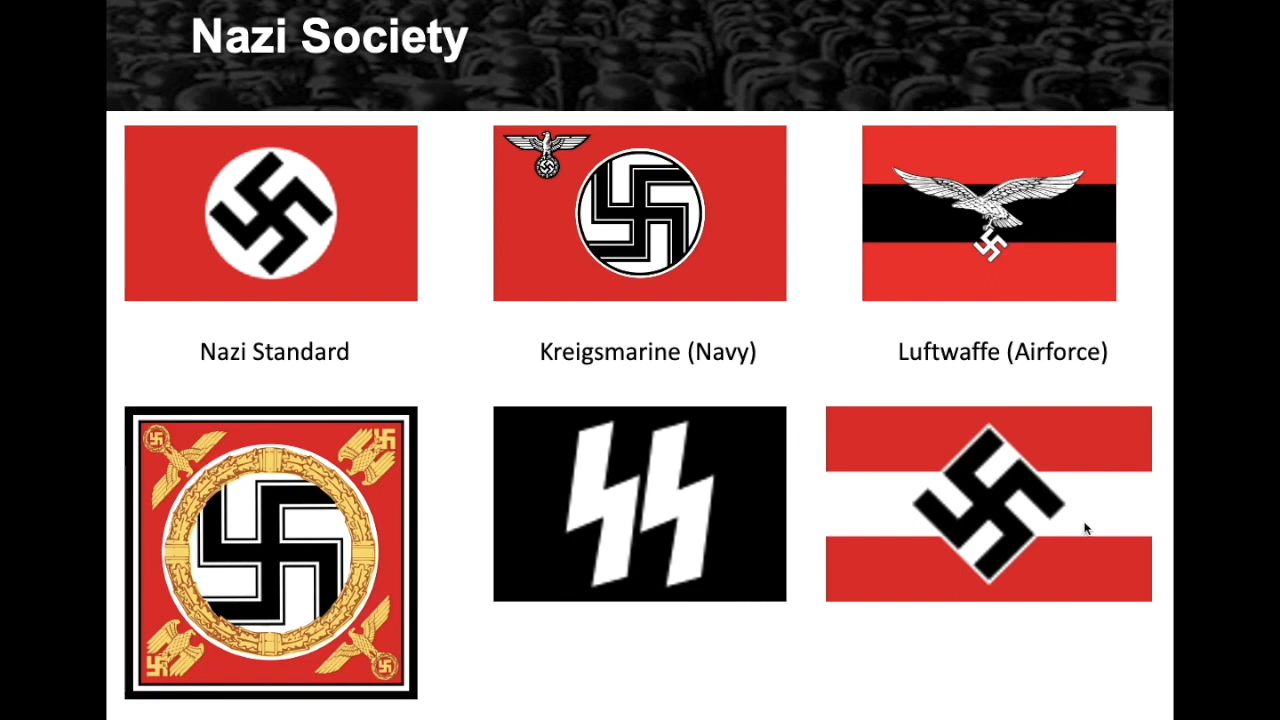 Nazi Society
Nazi Standard
Kreigsmarine (Navy)
Luftwaffe (Airforce)